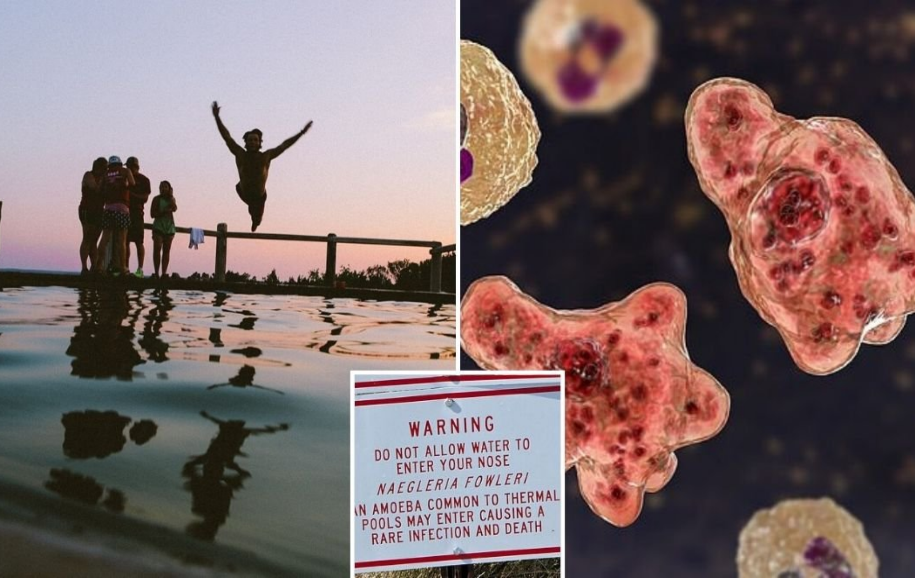 WARNING
DO NOT ALLOW WATER TO
ENTER YOUR NOSE
NAEGLERIA FOWLERI
AN AMOEBA COMMON TO THERMAL
POOLS MAY ENTER CAUSING A
RARE INFECTION AND DEATH